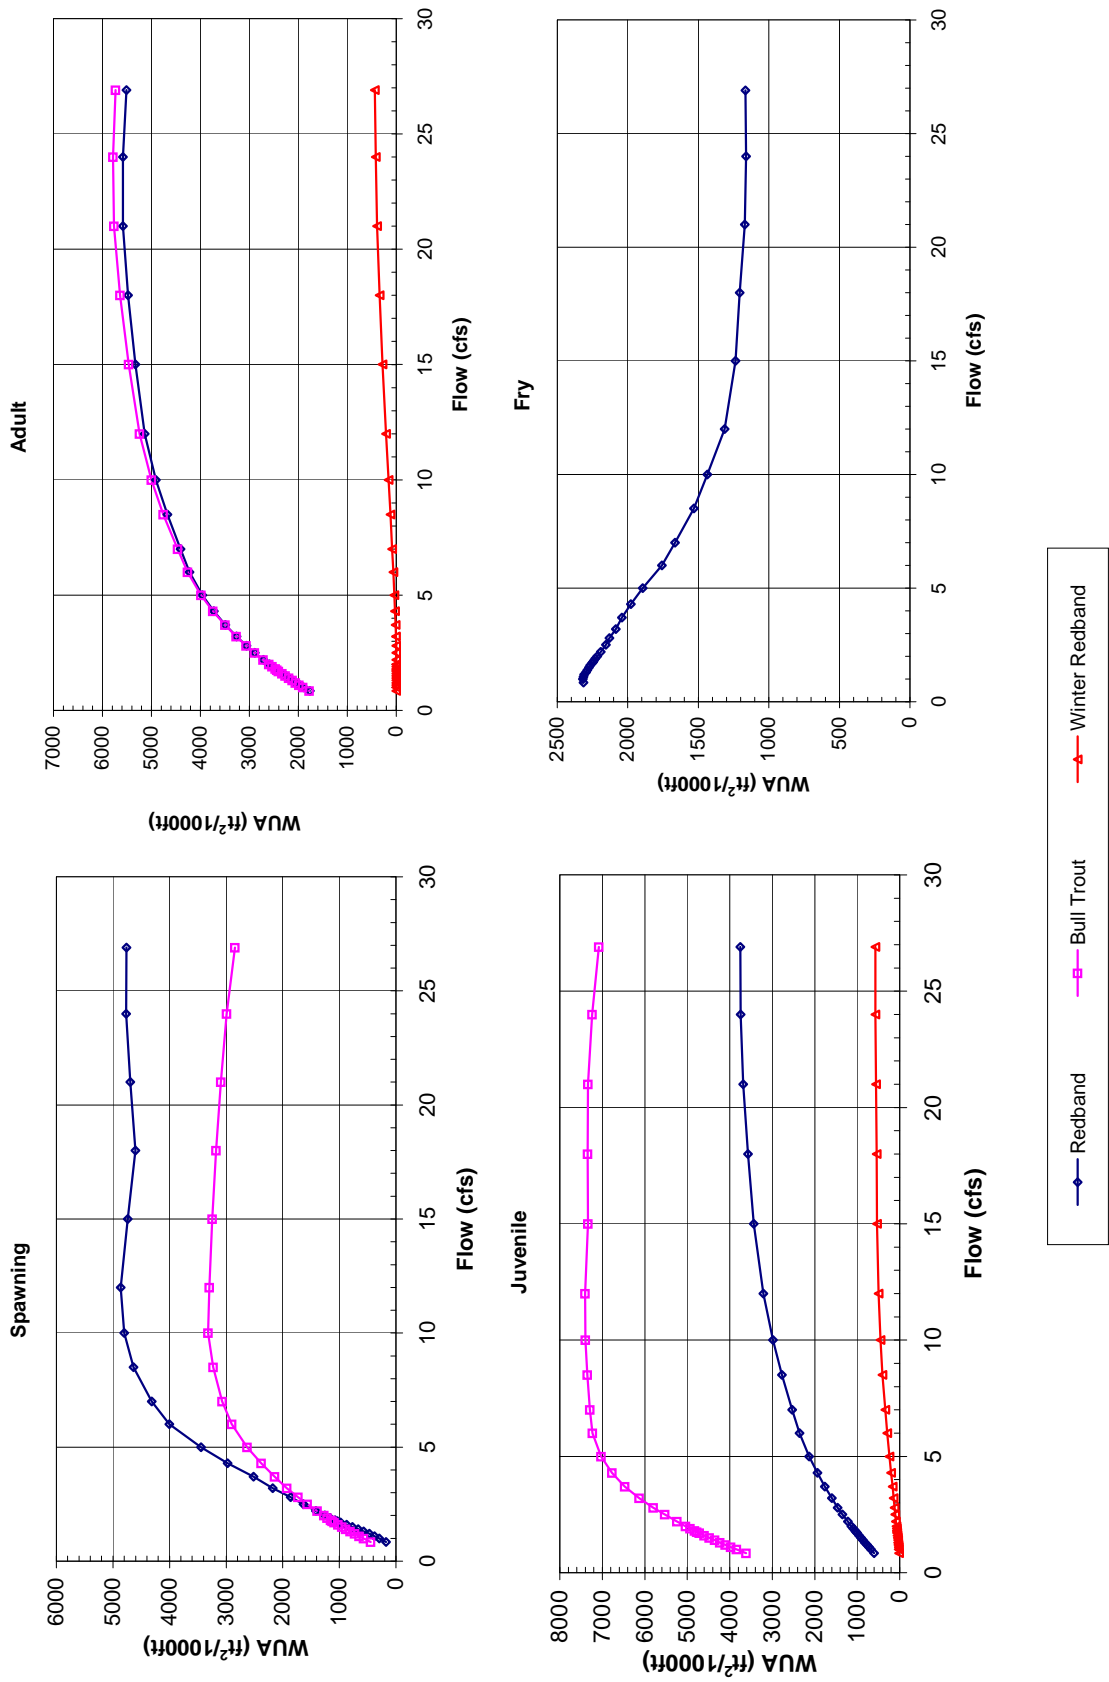 Spawning
WUA (ft²/1000ft)
6000
5000
4000
3000
2000
1000
0
0 5 10 15 20 25 30
Flow (cfs)
Adult
WUA (ft²/1000ft)
7000
6000
5000
4000
3000
2000
1000
0
0 5 10 15 20 25 30
Flow (cfs)
Juvenile
WUA (ft²/1000ft)
8000
7000
6000
5000
4000
3000
2000
1000
0
0 5 10 15 20 25 30
Flow (cfs)
Fry
WUA (ft²/1000ft)
2500
2000
1500
1000
500
0
0 5 10 15 20 25 30
Flow (cfs)
Redband Bull Trout Winter Redband